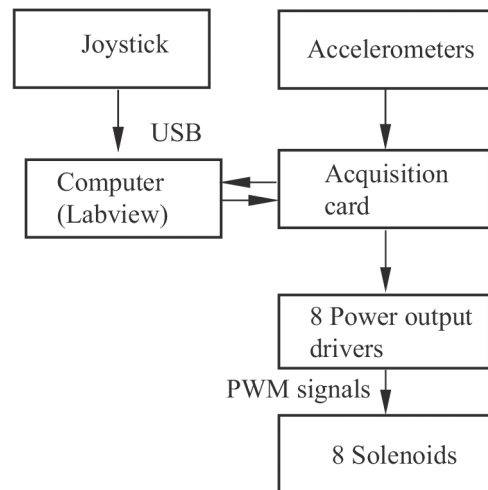 Joystick
Accelerometers
USB
Computer
(Labview)
Acquisition
card
8 Power output
drivers
PWM signals
8 Solenoids